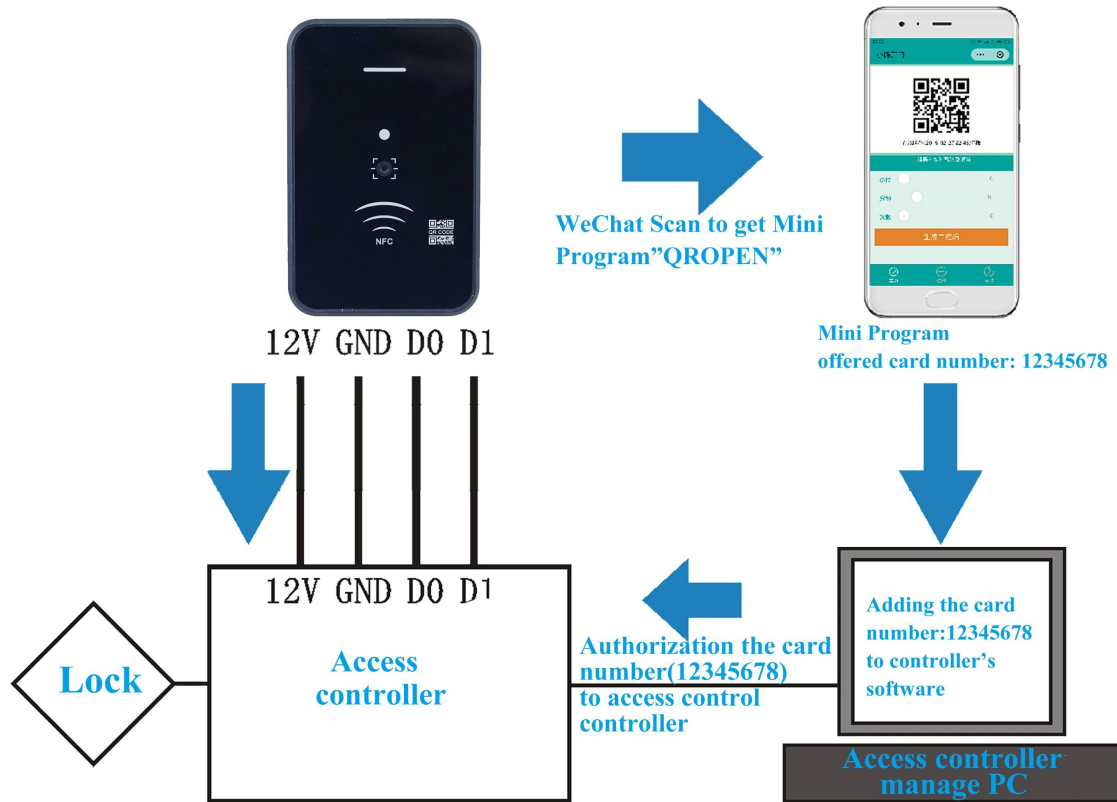 NFC
QR CODE
WeChat Scan to get Mini
Program”QROPEN”
Mini Program
offered card number: 12345678
12V GND D0 D1
12V GND D0 D1
Access
controller
Lock
Authorization the card
number(12345678)
to access control
controller
Adding the card
number:12345678
to controller’s
software
Access controller
manage PC